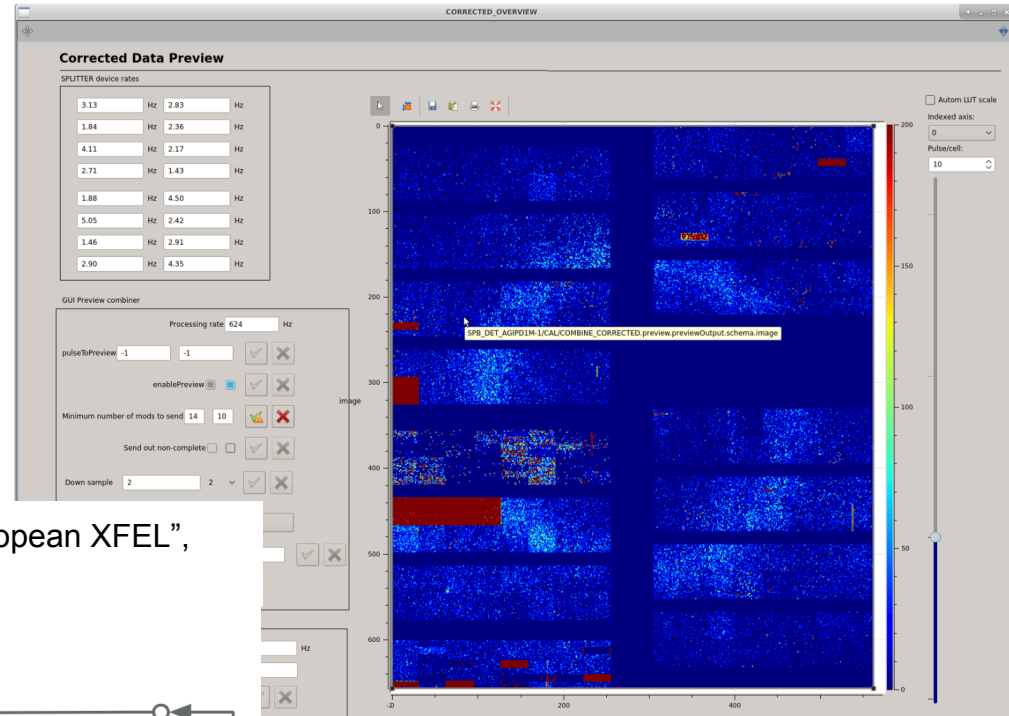 CORRECTED_OVERVIEW
Corrected Data Preview
SPLITTER device rates
3.13 Hz 2.83 Hz
1.84 Hz 2.36 Hz
4.11 Hz 2.17 Hz
2.71 Hz 1.43 Hz
1.88 Hz 4.50 Hz
5.05 Hz 2.42 Hz
1.46 Hz 2.91 Hz
2.90 Hz 4.35 Hz
GUI Preview combiner
Processing rate 624 Hz
pulseToPreview -1 -1
enablePreview
Minimum number of mods to send 14 10
Send out non-complete
Down sample 2 2
opean XFEL”,
Hz
image
0
100
200
300
400
500
600
-0 200 400
SPB_DET_AGIPD1M-1/CAL/COMBINE_CORRECTED.preview.previewOutput.schema.image
200
150
100
50
0
Autom LUT scale
Indexed axis:
0
Pulse/cell:
10